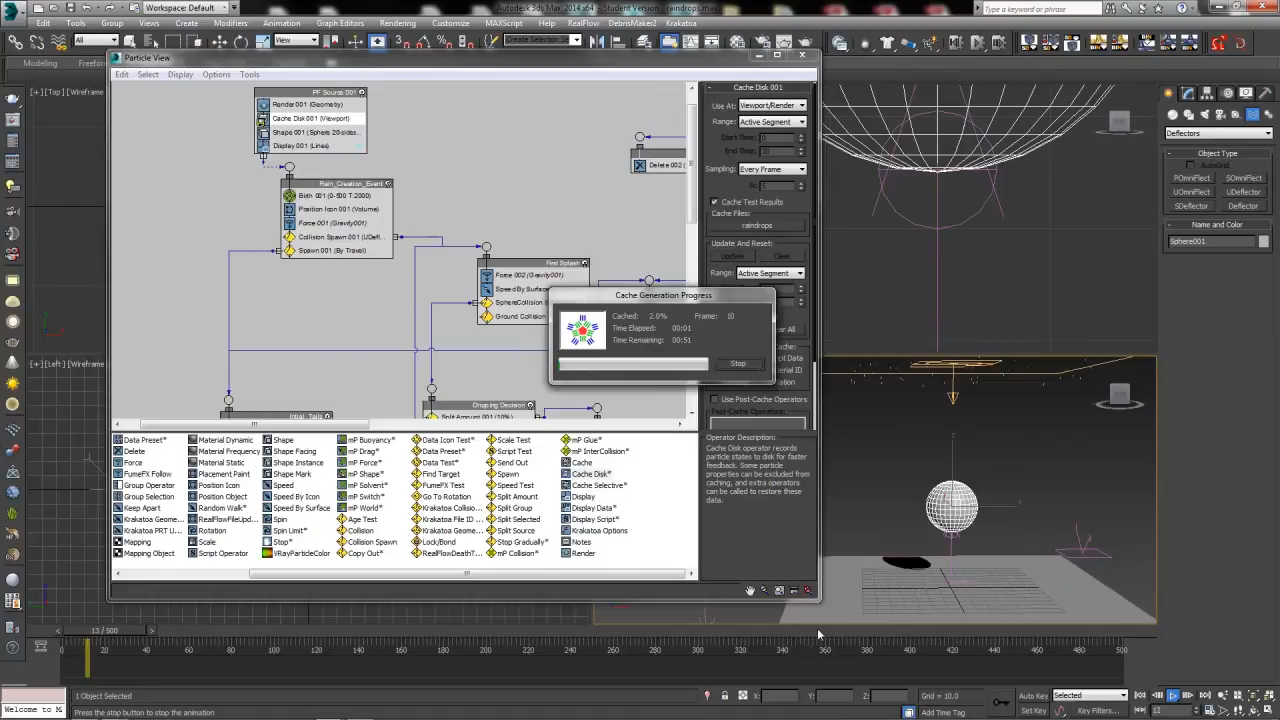 Workspace: Default
Autodesk 3ds Max 2014 x64 - Student Version   raindrops.max
Type a keyword or phrase
Edit Tools Group Views Create Modifiers Animation Graph Editors Rendering Customize MAXScript Help RealFlow DebrisMaker2 Krakatoa
All View Create Selection Se
Modeling Freeform
Particle View
Edit Select Display Options Tools
[+] [Top] [Wireframe
[+] [Left] [Wireframe
PF Source 001
Render 001 (Geometry)
Cache Disk 001 (Viewport)
Shape 001 (Sphere 20-sides...
Display 001 (Lines)
Rain_Creation_Event
Birth 001 (0-500 T:2000)
Position Icon 001 (Volume)
Force 001 (Gravity001)
Collision Spawn 001 (UDefl...
Spawn 001 (By Travel)
First Splash
Force 002 (Gravity001)
Speed By Surface
SphereCollision
Ground Collision
Delete 002
Intial_Tails
Dropping Decision
Split Amount 001 (10%)
Cache Disk 001
Use At: Viewport/Render
Range: Active Segment
Start Time: 0
End Time: 30
Sampling: Every Frame
Nth: 5
Cache Test Results
Cache Files:
raindrops
Update And Reset:
Update Clear
Range: Active Segment
All
Cache:
pt Data
erial ID
ation
Use Post-Cache Operators
Post-Cache Operators:
Operator Description:
Cache Disk operator records
particle states to disk for faster
feedback. Some particle
properties can be excluded from
caching, and extra operators
can be called to restore these
data.
Cache Generation Progress
Cached: 2.0% Frame: 10
Time Elapsed: 00:01
Time Remaining: 00:51
Stop
Data Preset* Material Dynamic Shape mP Buoyancy* Data Icon Test* Scale Test mP Glue*
Delete Material Frequency Shape Facing mP Drag* Data Preset* Script Test mP InterCollision*
Force Material Static Shape Instance mP Force* Data Test* Send Out Cache
FumeFX Follow Placement Paint Shape Mark mP Shape* Find Target Spawn Cache Disk*
Group Operator Position Icon Speed mP Solvent* FumeFX Test Speed Test Cache Selective*
Group Selection Position Object Speed By Icon mP Switch* Go To Rotation Split Amount Display
Keep Apart Random Walk* Speed By Surface mP World* Krakatoa Collisio... Split Group Display Data*
Krakatoa Geome... RealFlowFileUpd... Spin Age Test Krakatoa File ID ... Split Selected Display Script*
Krakatoa PRT U... Rotation Spin Limit* Collision Krakatoa Geome... Split Source Krakatoa Options
Mapping Scale Stop* Collision Spawn Lock/Bond Stop Gradually* Notes
Mapping Object Script Operator VRayParticleColor Copy Out* RealFlowDeathT... mP Collision* Render
Deflectors
Object Type
AutoGrid
POmniFlect SOmniFlect
UOmniFlect UDeflector
SDeflector Deflector
Name and Color
Sphere001
13 / 500
0 20 40 60 80 100 120 140 160 180 200 220 240 260 280 300 320 340 360 380 400 420 440 460 480 500
1 Object Selected
X: Y: Z: Grid = 10.0
Auto Key Selected
Welcome to M
Press the stop button to stop the animation
Add Time Tag
Set Key Key Filters... 12